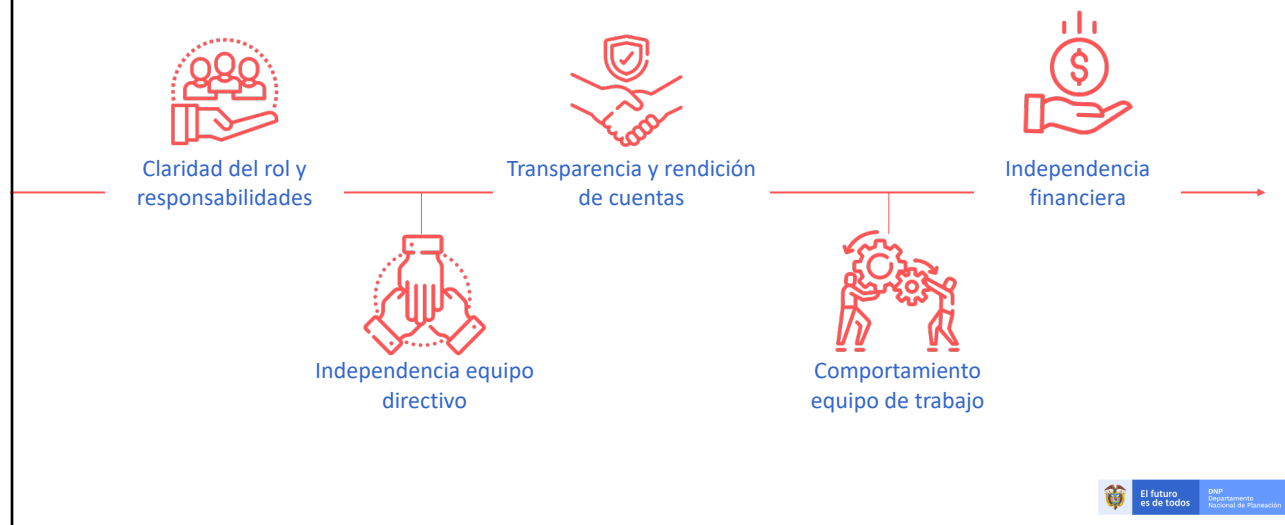 Claridad del rol y
responsabilidades
Independencia equipo
directivo
Transparencia y rendición
de cuentas
Comportamiento
equipo de trabajo
Independencia
financiera
$
El futuro
es de todos
DNP
Departamento
Nacional de Planeación